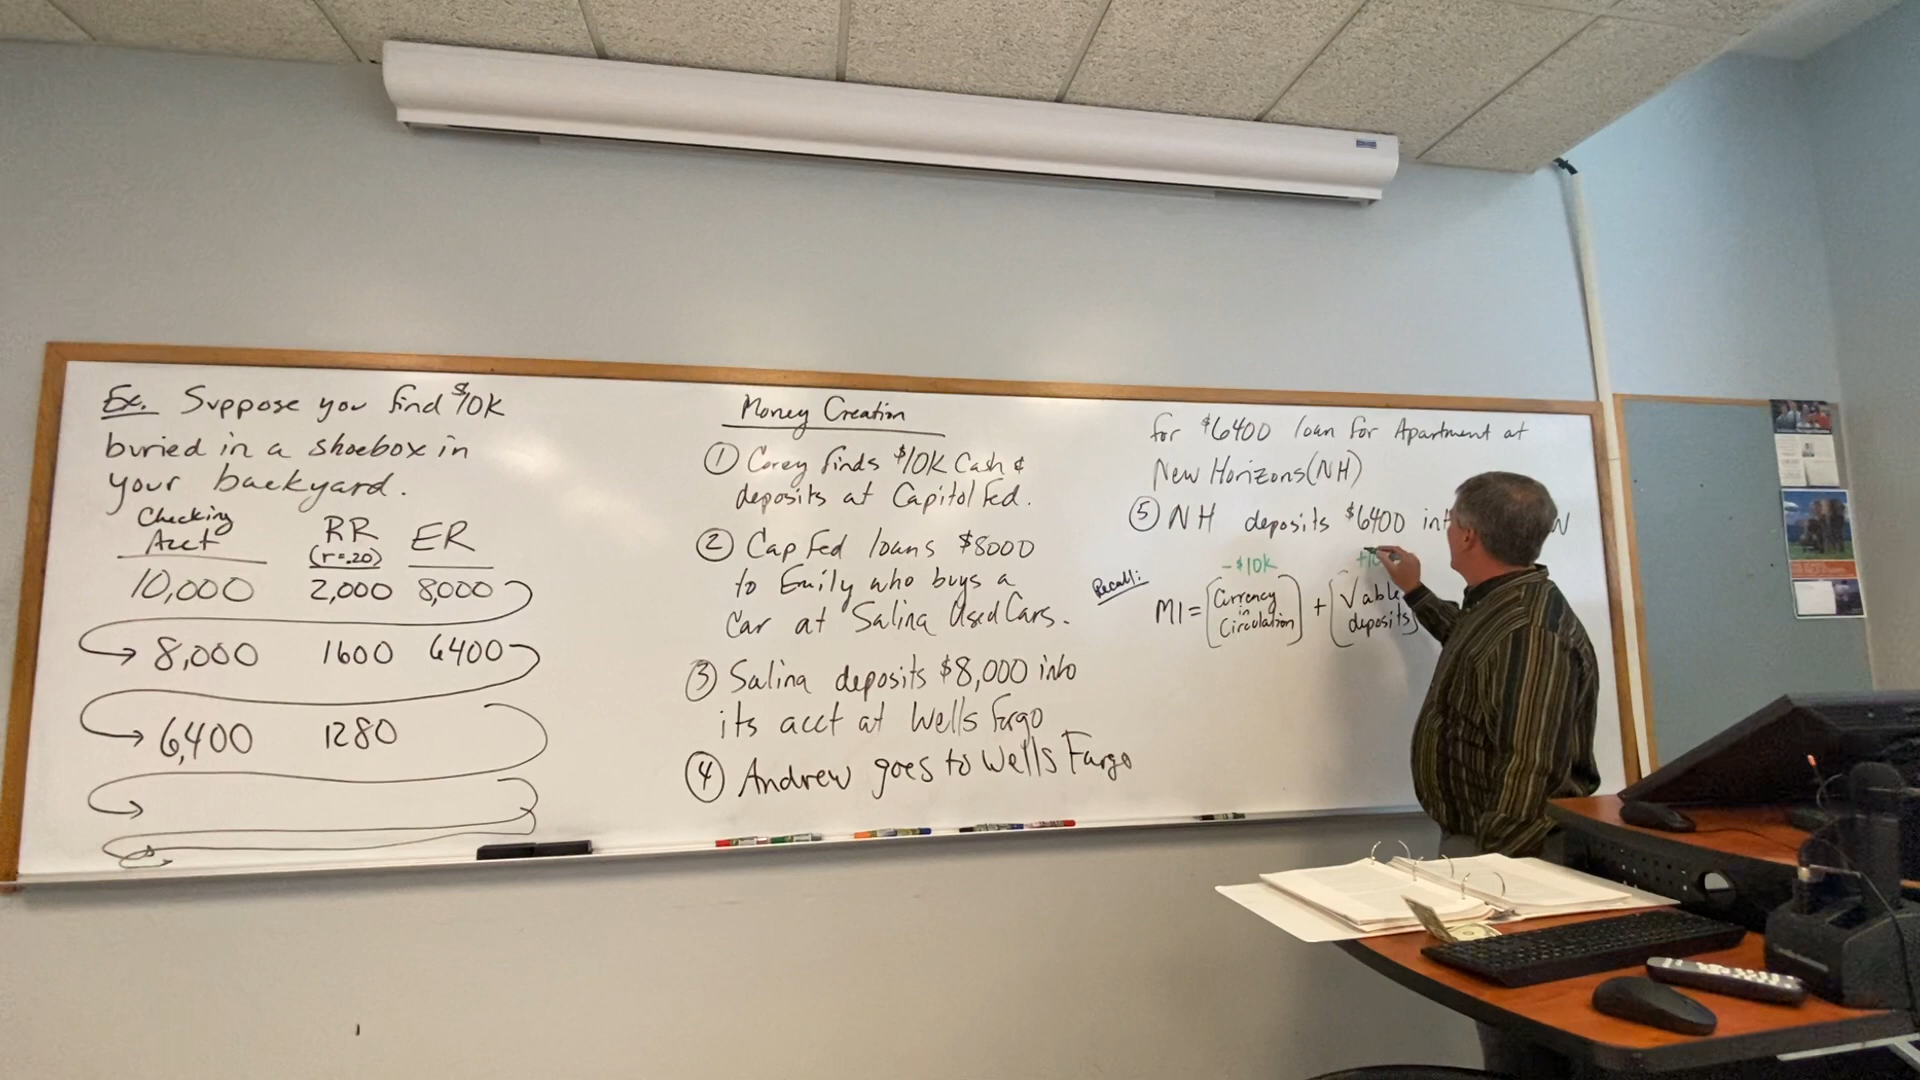 Ex. Suppose you find $10K
buried in a shoebox in
your backyard.
Checking
Acct
RR
(r=.20)
ER
10,000 2,000 8,000
8,000 1600 6400
6,400 1280
Money Creation
① Corey finds $10K Cash &
deposits at Capitol Fed.
② Cap Fed loans $8000
to Emily who buys a
Car at Salina Used Cars.
③ Salina deposits $8,000 into
its acct at Wells Fargo
④ Andrew goes to Wells Fargo
for $6400 loan for Apartment at
New Horizons (NH)
⑤ NH deposits $6400 int
N
-$10K +10
Recall:
M1 = [Currency in Circulation] + [√able deposits]